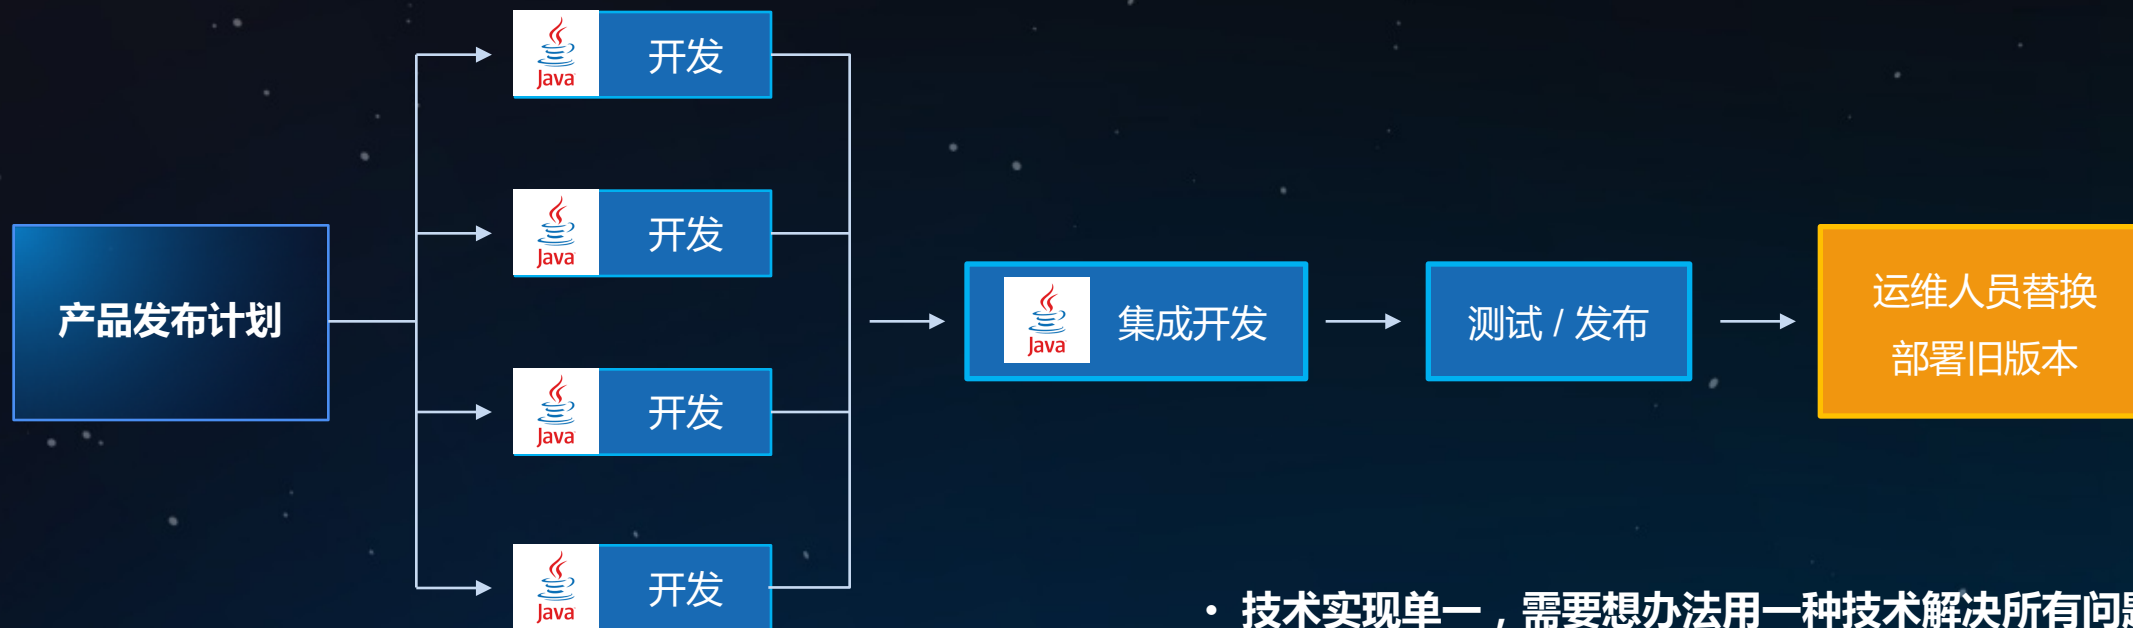 产品发布计划
Java
开发
Java
开发
Java
开发
Java
开发
Java
集成开发
测试 / 发布
运维人员替换
部署旧版本
• 技术实现单一，需要想办法用一种技术解决所有问题